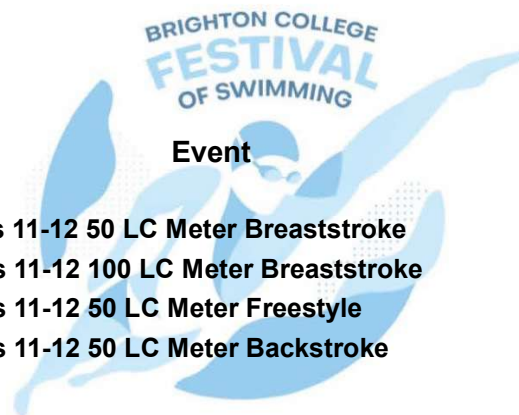 BRIGHTON COLLEGE
FESTIVAL
OF SWIMMING
Event
s 11-12 50 LC Meter Breaststroke
s 11-12 100 LC Meter Breaststroke
s 11-12 50 LC Meter Freestyle
s 11-12 50 LC Meter Backstroke